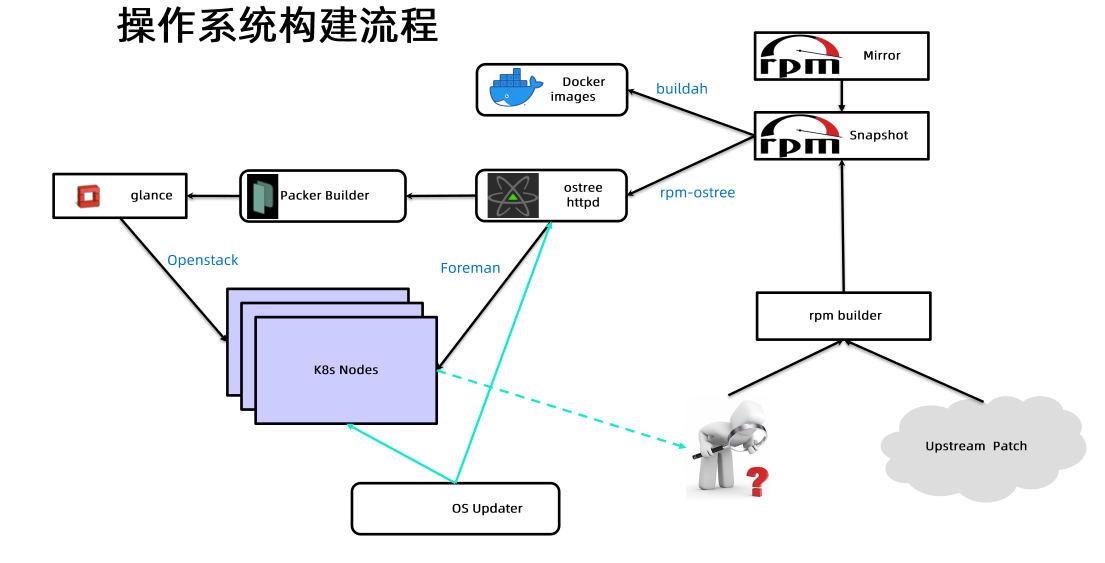 操作系统构建流程
rpm
Mirror
Docker
images
buildah
rpm
Snapshot
glance
Packer Builder
ostree
httpd
rpm-ostree
Openstack
Foreman
rpm builder
K8s Nodes
Upstream Patch
?
OS Updater